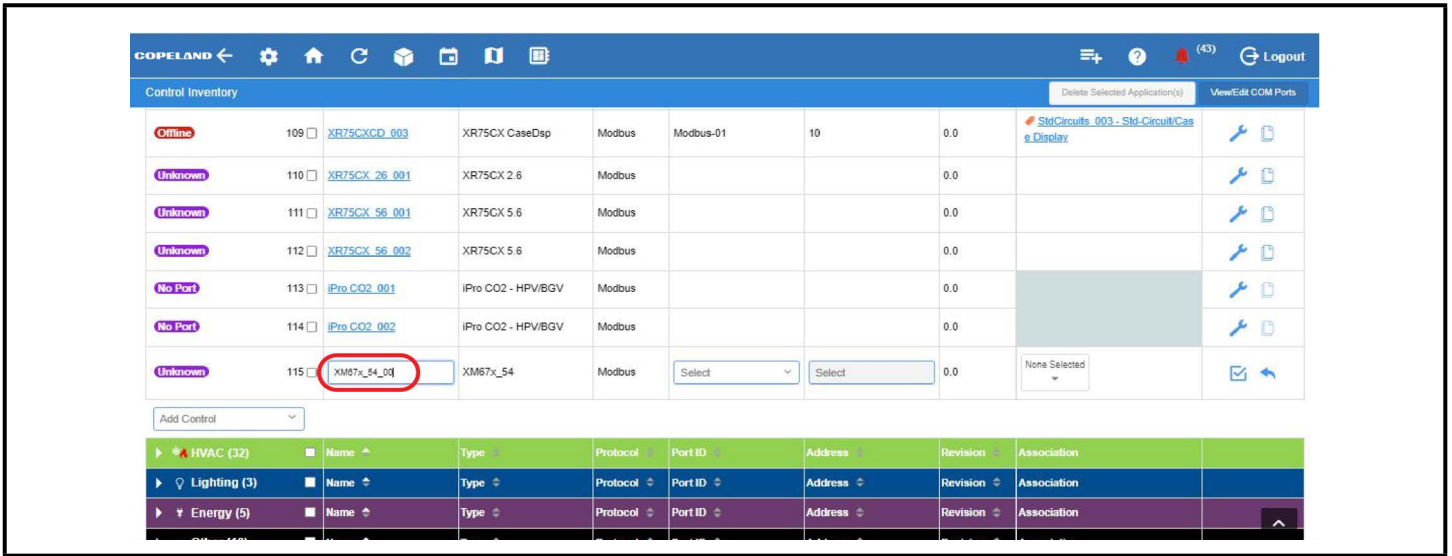 COPELAND (43) Logout
Control Inventory Delete Selected Application(s) View/Edit COM Ports
Offline 109 XR75CXCD_003 XR75CX CaseDsp Modbus Modbus-01 10 0.0 StdCircuits_003 - Std-Circuit/Cas
e Display
Unknown 110 XR75CX_26_001 XR75CX 2.6 Modbus 0.0
Unknown 111 XR75CX_56_001 XR75CX 5.6 Modbus 0.0
Unknown 112 XR75CX_56_002 XR75CX 5.6 Modbus 0.0
No Port 113 iPro CO2_001 iPro CO2 - HPV/BGV Modbus 0.0
No Port 114 iPro CO2_002 iPro CO2 - HPV/BGV Modbus 0.0
Unknown 115 XM67x_54_00 XM67x_54 Modbus Select Select 0.0 None Selected
Add Control
HVAC (32) Name Type Protocol Port ID Address Revision Association
Lighting (3) Name Type Protocol Port ID Address Revision Association
Energy (5) Name Type Protocol Port ID Address Revision Association